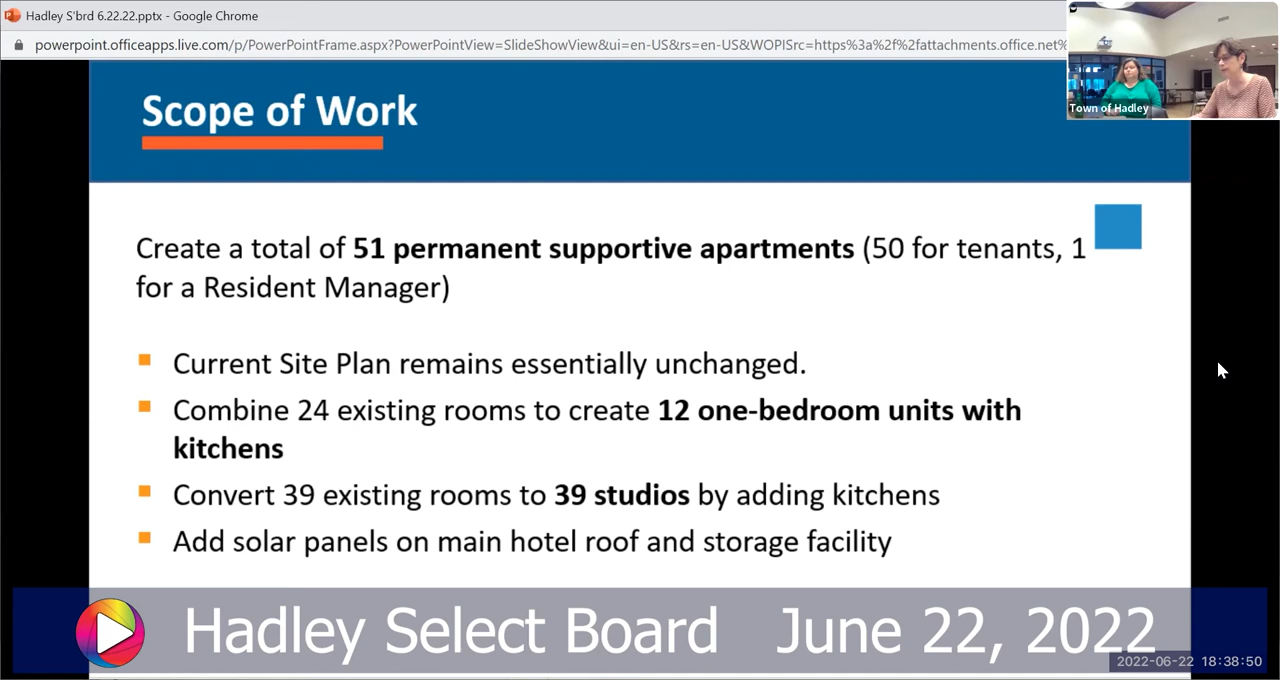 Hadley S'brd 6.22.22.pptx - Google Chrome
powerpoint.officeapps.live.com/p/PowerPointFrame.aspx?PowerPointView=SlideShowView&ui=en-US&rs=en-US&WOPISrc=https%3a%2f%2fattachments.office.net%
Town of Hadley
Scope of Work
Create a total of 51 permanent supportive apartments (50 for tenants, 1
for a Resident Manager)
Current Site Plan remains essentially unchanged.
Combine 24 existing rooms to create 12 one-bedroom units with
kitchens
Convert 39 existing rooms to 39 studios by adding kitchens
Add solar panels on main hotel roof and storage facility
Hadley Select Board June 22, 2022
2022-06-22 18:38:50